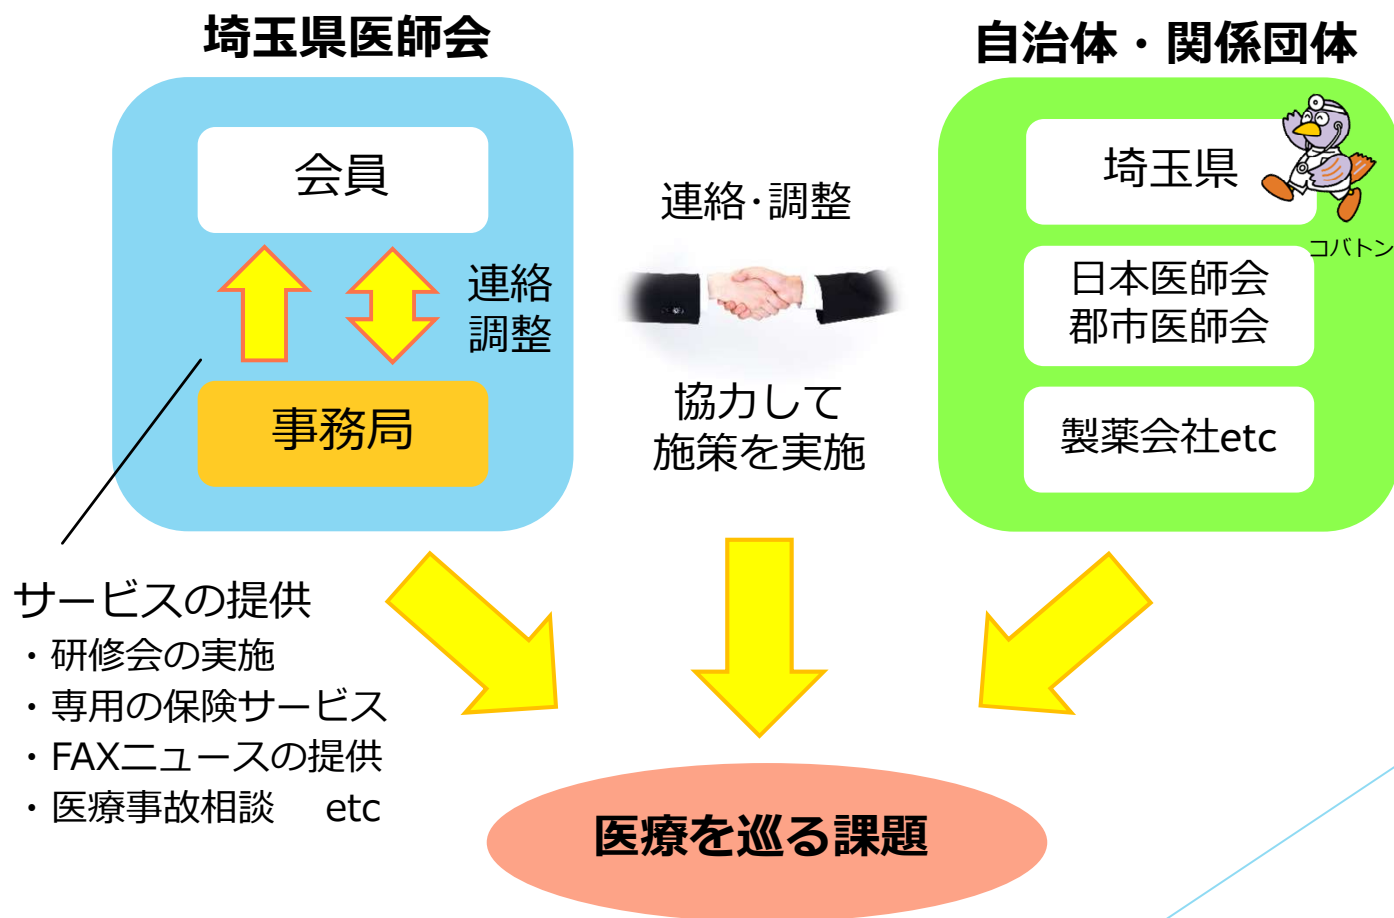 埼玉県医師会
会員
連絡
調整
事務局
サービスの提供
・研修会の実施
・専用の保険サービス
・FAXニュースの提供
・医療事故相談　etc
連絡･調整
協力して
施策を実施
自治体・関係団体
埼玉県
コバトン
日本医師会
郡市医師会
製薬会社etc
医療を巡る課題